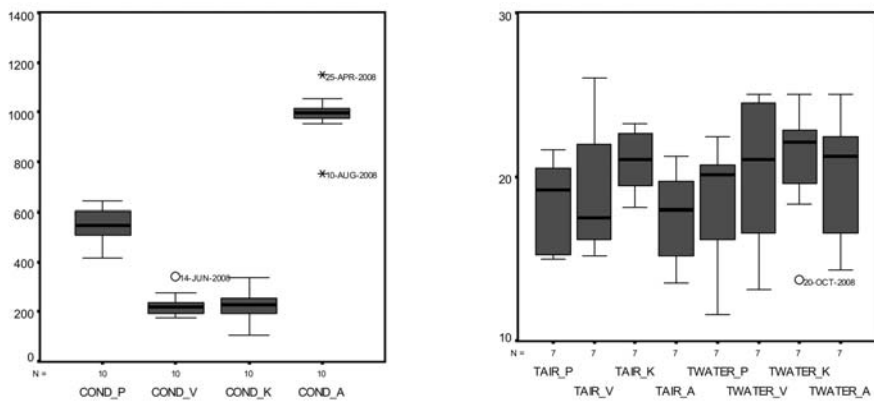 1400
1200
1000
800
600
400
200
0
25-APR-2008
10-AUG-2008
14-JUN-2008
N = 10 10 10 10
COND_P COND_V COND_K COND_A
30
20
10
20-OCT-2008
N = 7 7 7 7 7 7 7 7
TAIR_P TAIR_K TWATER_P TWATER_K
TAIR_V TAIR_A TWATER_V TWATER_A